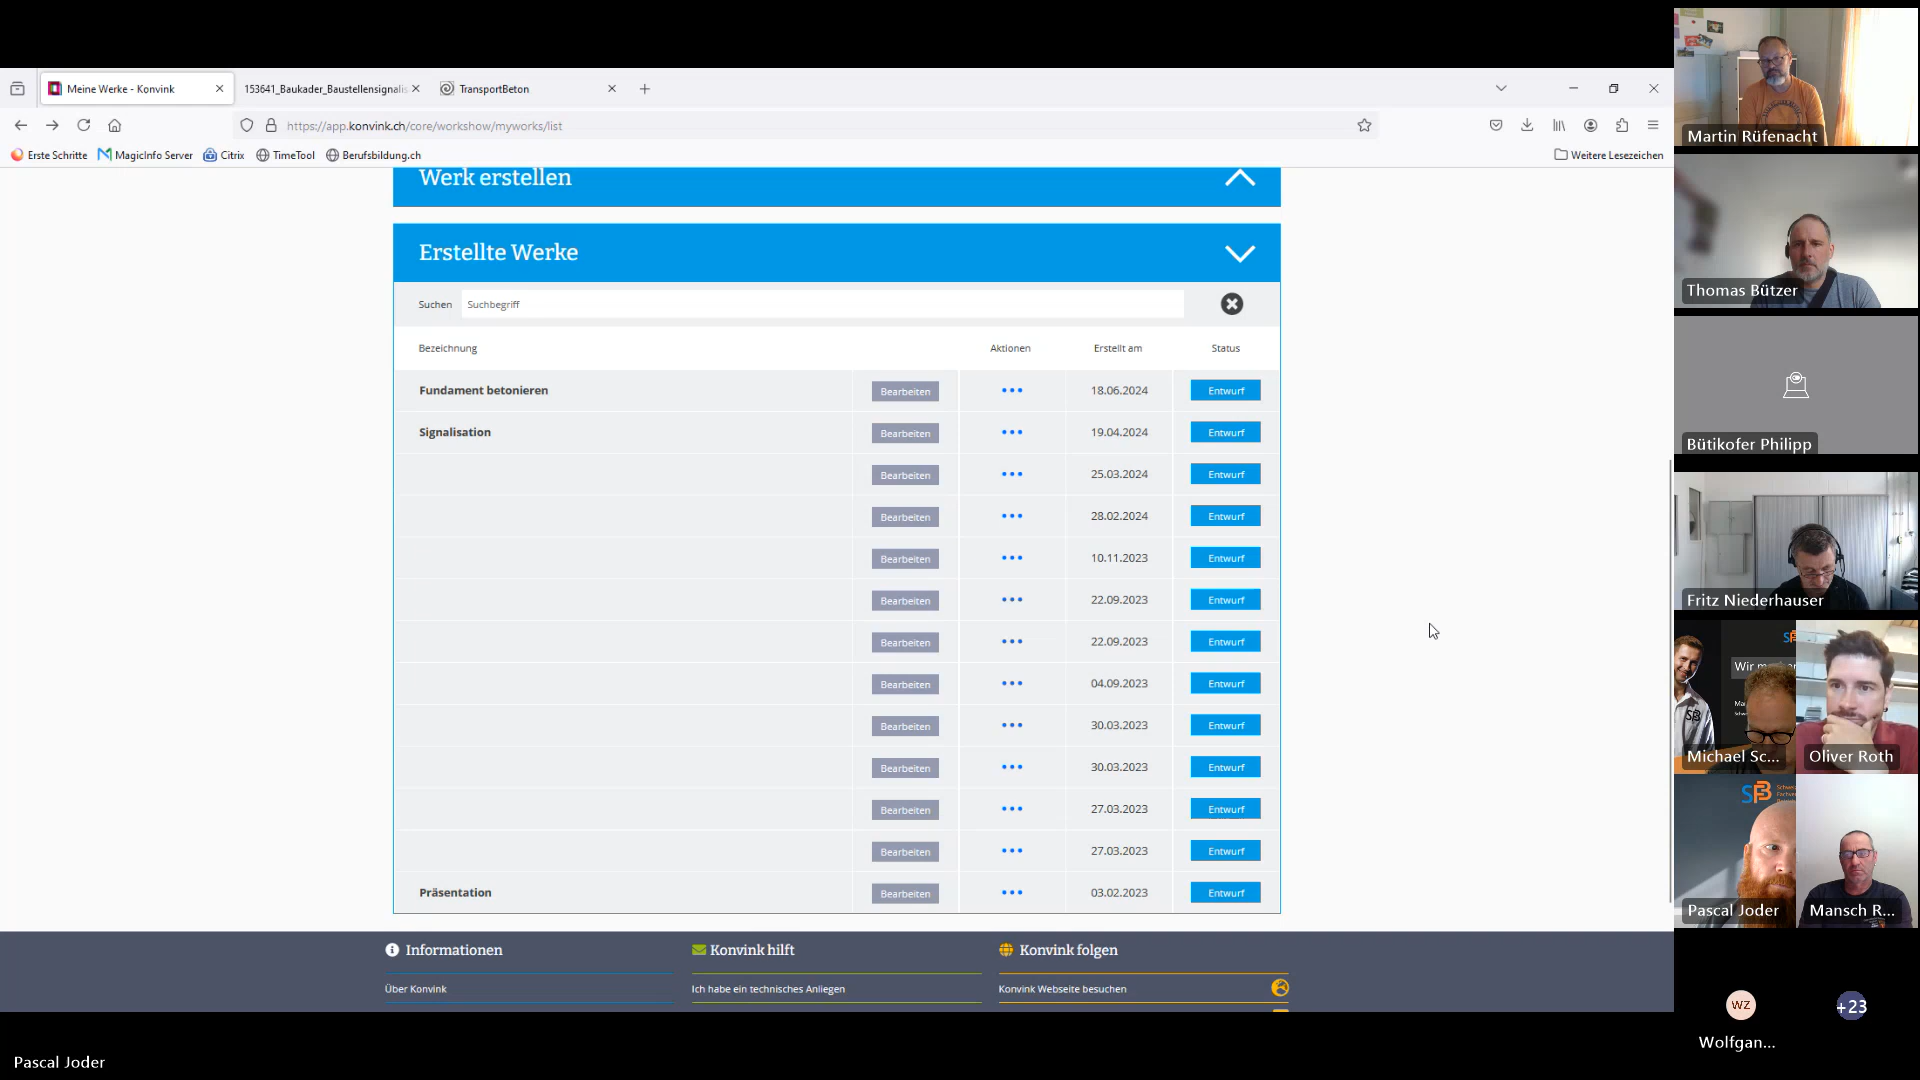 Meine Werke - Konvink
153641_Baukader_Baustellensignalis
TransportBeton
https://app.konvink.ch/core/workshow/myworks/list
Erste Schritte
MagicInfo Server
Citrix
TimeTool
Berufsbildung.ch
Weitere Lesezeichen
Werk erstellen
Erstellte Werke
Suchen Suchbegriff
Bezeichnung Aktionen Erstellt am Status
Fundament betonieren Bearbeiten 18.06.2024 Entwurf
Signalisation Bearbeiten 19.04.2024 Entwurf
Bearbeiten 25.03.2024 Entwurf
Bearbeiten 28.02.2024 Entwurf
Bearbeiten 10.11.2023 Entwurf
Bearbeiten 22.09.2023 Entwurf
Bearbeiten 22.09.2023 Entwurf
Bearbeiten 04.09.2023 Entwurf
Bearbeiten 30.03.2023 Entwurf
Bearbeiten 30.03.2023 Entwurf
Bearbeiten 27.03.2023 Entwurf
Bearbeiten 27.03.2023 Entwurf
Präsentation Bearbeiten 03.02.2023 Entwurf
Informationen
Über Konvink
Konvink hilft
Ich habe ein technisches Anliegen
Konvink folgen
Konvink Webseite besuchen
Martin Rüfenacht
Thomas Bützer
Bütikofer Philipp
Fritz Niederhauser
Wir m
Michael Sc...
Oliver Roth
SFB
Pascal Joder
Mansch R...
WZ
+23
Wolfgan...
Pascal Joder